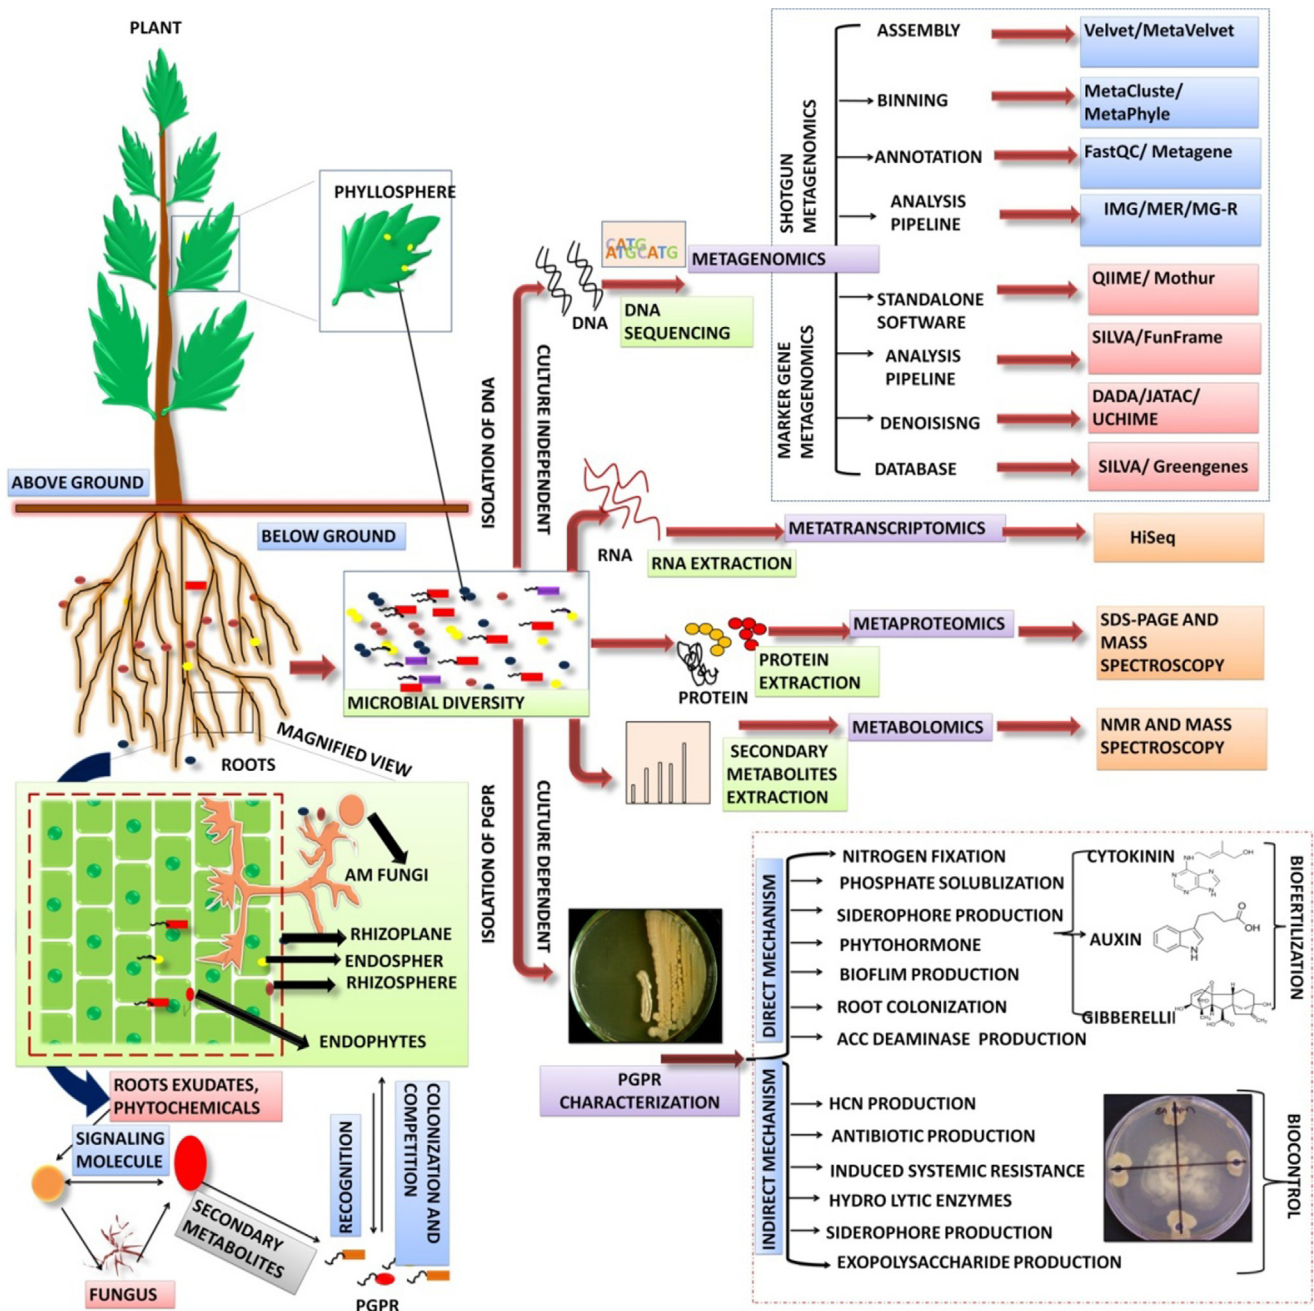 PLANT
PHYLLOSPHERE
ABOVE GROUND
BELOW GROUND
ROOTS
MAGNIFIED VIEW
AM FUNGI
RHIZOPLANE
ENDOSPHER
RHIZOSPHERE
ENDOPHYTES
ROOTS EXUDATES,
PHYTOCHEMICALS
SIGNALING
MOLECULE
FUNGUS
SECONDARY
METABOLITES
RECOGNITION
COLONIZATION AND
COMPETITION
PGPR
MICROBIAL DIVERSITY
ISOLATION OF DNA
CULTURE INDEPENDENT
ISOLATION OF PGPR
CULTURE DEPENDENT
DNA
CATG
ATGCATG
DNA
SEQUENCING
METAGENOMICS
SHOTGUN
METAGENOMICS
ASSEMBLY
Velvet/MetaVelvet
BINNING
MetaCluste/
MetaPhyle
ANNOTATION
FastQC/ Metagene
ANALYSIS
PIPELINE
IMG/MER/MG-R
MARKER GENE
METAGENOMICS
STANDALONE
SOFTWARE
QIIME/ Mothur
ANALYSIS
PIPELINE
SILVA/FunFrame
DENOISISNG
DADA/JATAC/
UCHIME
DATABASE
SILVA/ Greengenes
RNA
RNA EXTRACTION
METATRANSCRIPTOMICS
HiSeq
PROTEIN
PROTEIN
EXTRACTION
METAPROTEOMICS
SDS-PAGE AND
MASS
SPECTROSCOPY
SECONDARY
METABOLITES
EXTRACTION
METABOLOMICS
NMR AND MASS
SPECTROSCOPY
PGPR
CHARACTERIZATION
DIRECT MECHANISM
NITROGEN FIXATION
PHOSPHATE SOLUBLIZATION
SIDEROPHORE PRODUCTION
PHYTOHORMONE
BIOFLIM PRODUCTION
ROOT COLONIZATION
ACC DEAMINASE PRODUCTION
CYTOKININ
AUXIN
GIBBERELLII
BIOFERTILIZATION
INDIRECT MECHANISM
HCN PRODUCTION
ANTIBIOTIC PRODUCTION
INDUCED SYSTEMIC RESISTANCE
HYDRO LYTIC ENZYMES
SIDEROPHORE PRODUCTION
EXOPOLYSACCHARIDE PRODUCTION
BIOCONTROL